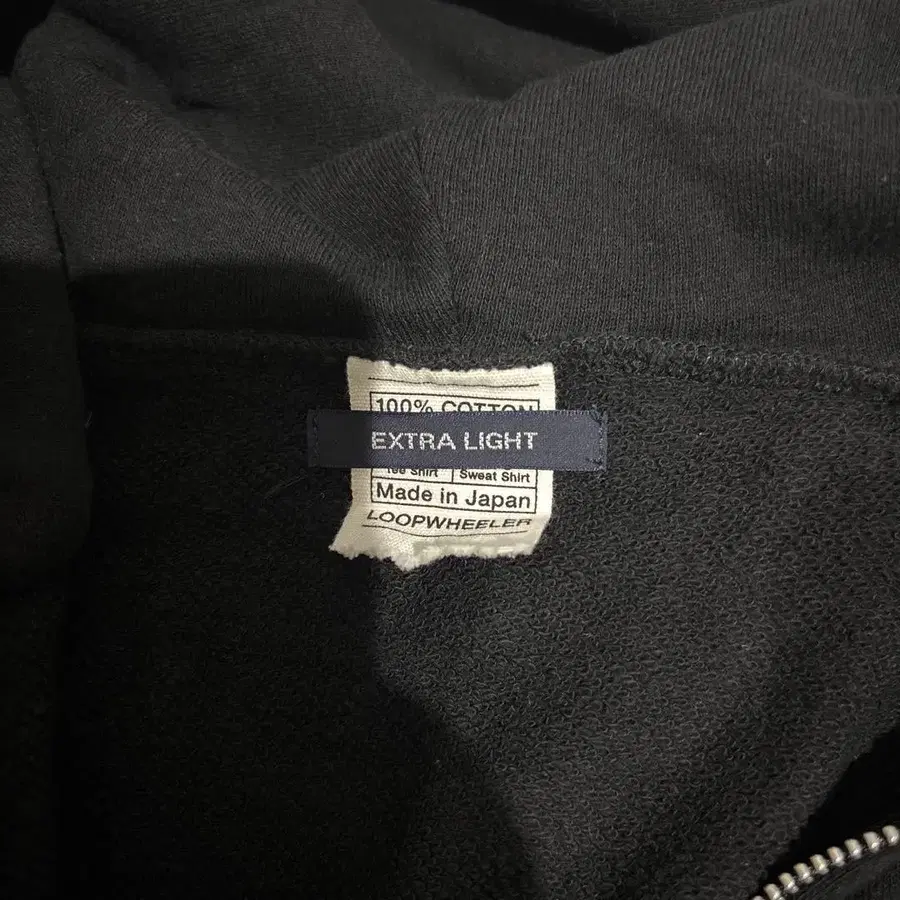 100% COTTON
EXTRA LIGHT
Tee Shirt Sweat Shirt
Made in Japan
LOOPWHEELER